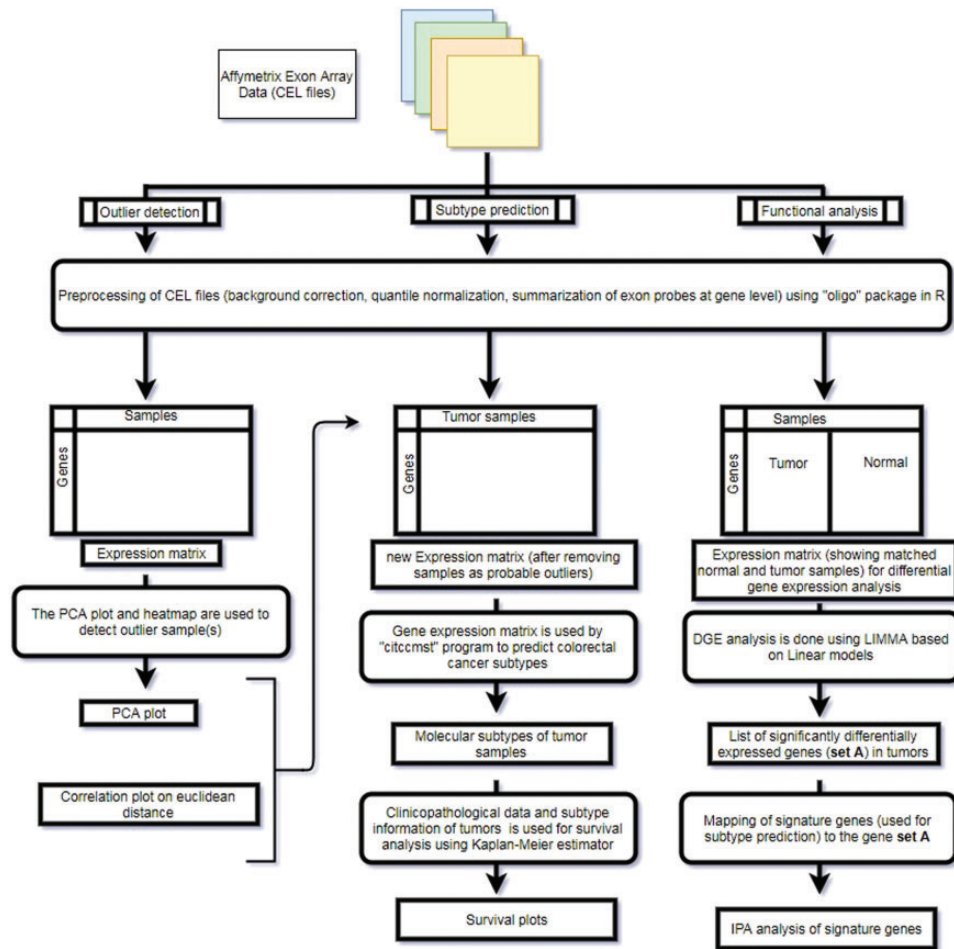 Affymetrix Exon Array
Data (CEL files)
Outlier detection
Subtype prediction
Functional analysis
Preprocessing of CEL files (background correction, quantile normalization, summarization of exon probes at gene level) using "oligo" package in R
Samples
Genes
Expression matrix
The PCA plot and heatmap are used to
detect outlier sample(s)
PCA plot
Correlation plot on euclidean
distance
Tumor samples
Genes
new Expression matrix (after removing
samples as probable outliers)
Gene expression matrix is used by
"citccmst" program to predict colorectal
cancer subtypes
Molecular subtypes of tumor
samples
Clinicopathological data and subtype
information of tumors is used for survival
analysis using Kaplan-Meier estimator
Survival plots
Samples
Genes
Tumor
Normal
Expression matrix (showing matched
normal and tumor samples) for differential
gene expression analysis
DGE analysis is done using LIMMA based
on Linear models
List of significantly differentially
expressed genes (set A) in tumors
Mapping of signature genes (used for
subtype prediction) to the gene set A
IPA analysis of signature genes